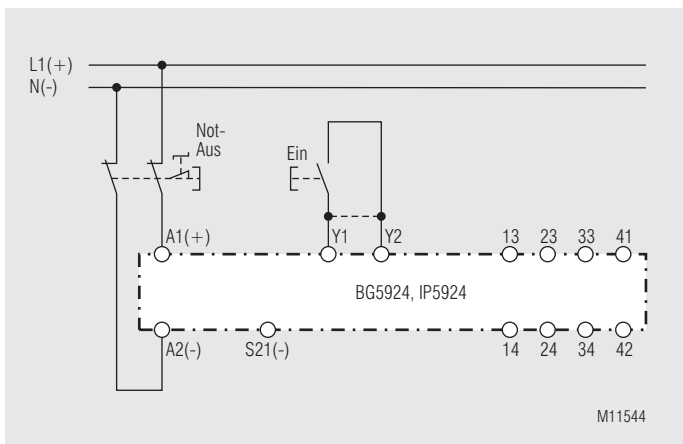 L1(+)
N(-)
Not-
Aus
Ein
A1(+)
Y1
Y2
13
23
33
41
BG5924, IP5924
A2(-)
S21(-)
14
24
34
42
M11544